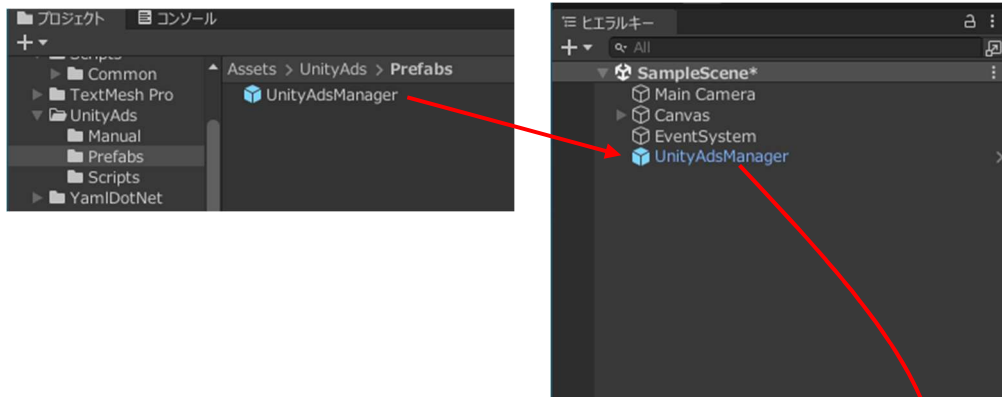 プロジェクト
コンソール
Common
TextMesh Pro
UnityAds
Manual
Prefabs
Scripts
YamlDotNet
Assets > UnityAds > Prefabs
UnityAdsManager
ヒエラルキー
All
SampleScene*
Main Camera
Canvas
EventSystem
UnityAdsManager